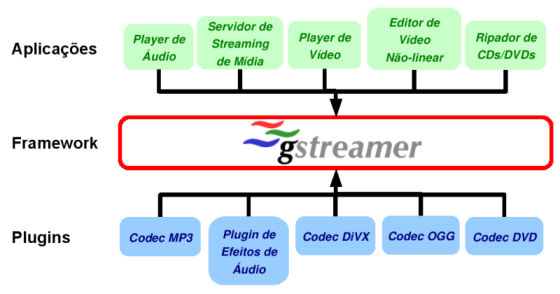 Aplicações
Player de
Áudio
Servidor de
Streaming
de Mídia
Player de
Vídeo
Editor de
Vídeo
Não-linear
Ripador de
CDs/DVDs
Framework
gstreamer
Plugins
Codec MP3
Plugin de
Efeitos de
Áudio
Codec DiVX
Codec OGG
Codec DVD